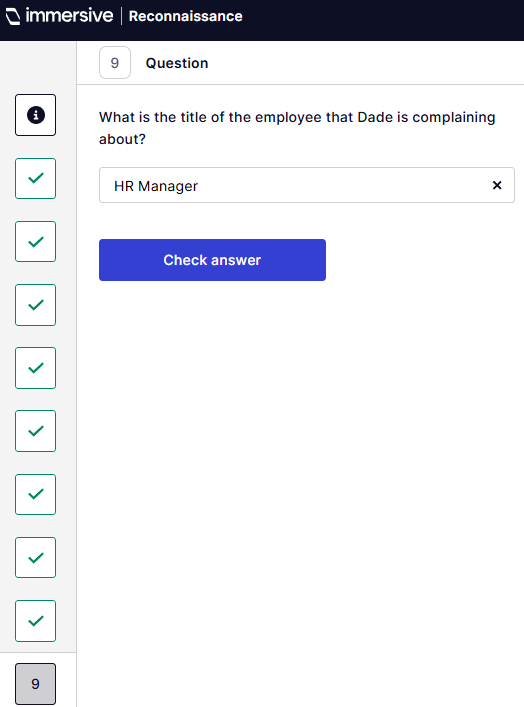 immersive | Reconnaissance
9 Question
What is the title of the employee that Dade is complaining
about?
HR Manager
Check answer
9